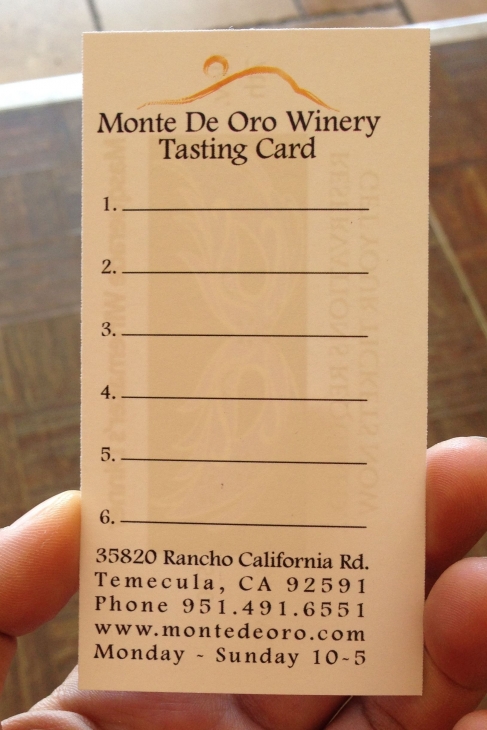 Monte De Oro Winery
Tasting Card
1.
2.
3.
4.
5.
6.
35820 Rancho California Rd.
Temecula, CA 92591
Phone 951.491.6551
www.montedeoro.com
Monday - Sunday 10-5